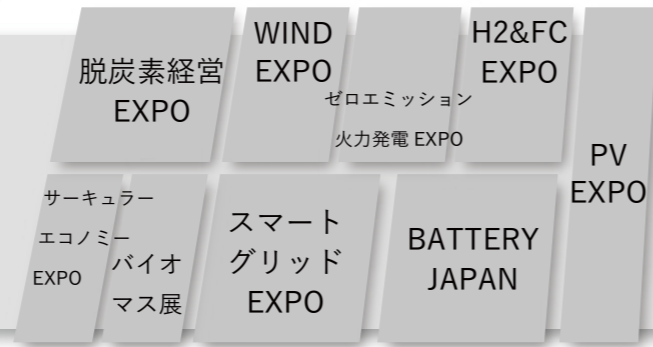 脱炭素経営
EXPO
WIND
EXPO
ゼロエミッション
火力発電 EXPO
H2&FC
EXPO
PV
EXPO
サーキュラー
エコノミー
EXPO
バイオ
マス展
スマート
グリッド
EXPO
BATTERY
JAPAN